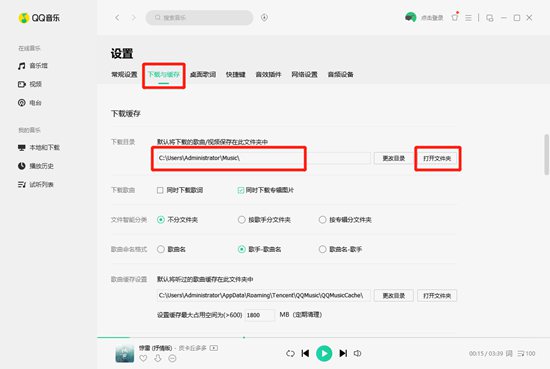 QQ音乐
搜索音乐
点击登录
在线音乐
音乐馆
视频
电台
我的音乐
本地和下载
播放历史
试听列表
设置
常规设置 下载与缓存 桌面歌词 快捷键 音效插件 网络设置 音频设备
下载缓存
下载目录 默认将下载的歌曲/视频保存在此文件夹中
C:\Users\Administrator\Music\ 更改目录 打开文件夹
下载歌曲 同时下载歌词 同时下载专辑图片
文件智能分类 不分文件夹 按歌手分文件夹 按专辑分文件夹
歌曲命名格式 歌曲名 歌手-歌曲名 歌曲名-歌手
歌曲缓存设置 默认将听过的歌曲缓存在此文件夹中
C:\Users\Administrator\AppData\Roaming\Tencent\QQMusic\QQMusicCache\ 更改目录 打开文件夹
设置缓存最大占用空间为(>600) 1800 MB（定期清理）
惊雷 (抒情版) - 皮卡丘多多
00:15 / 03:39 词 100